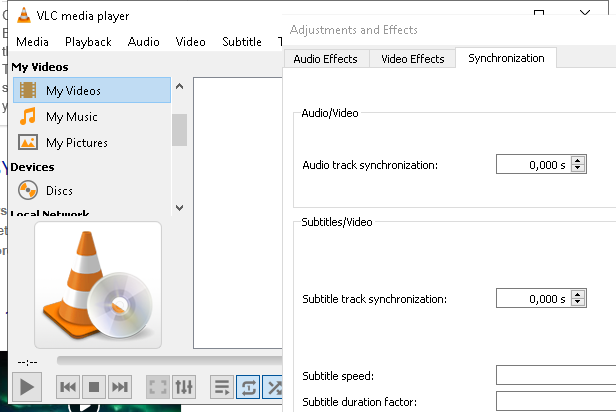 VLC media player
Adjustments and Effects
Media Playback Audio Video Subtitle T
Audio Effects Video Effects Synchronization
My Videos
My Videos
My Music
My Pictures
Devices
Discs
Local Network
Audio/Video
Audio track synchronization: 0,000 s
Subtitles/Video
Subtitle track synchronization: 0,000 s
--:--
Subtitle speed:
Subtitle duration factor: